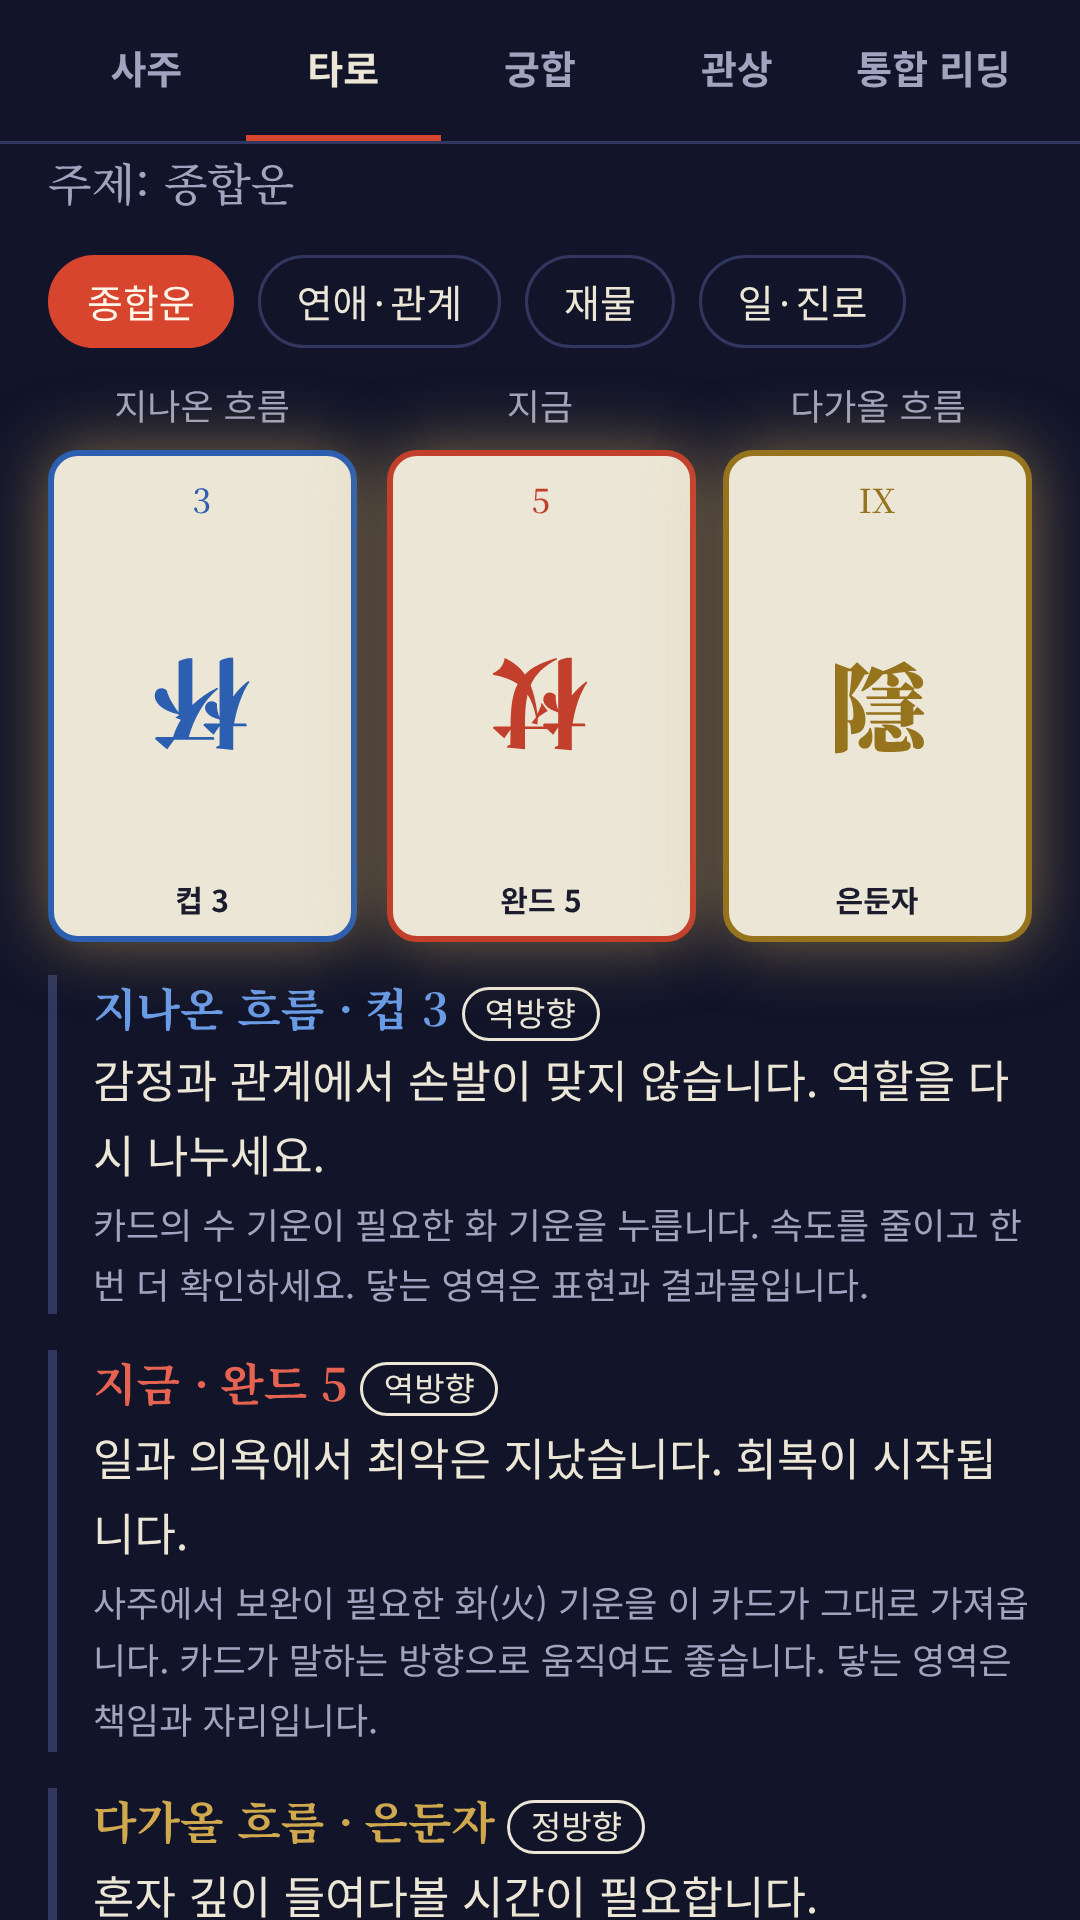 사주 타로 궁합 관상 통합 리딩
주제: 종합운
종합운 연애·관계 재물 일·진로
지나온 흐름 지금 다가올 흐름
3 5 IX
杯 杖 隱
컵 3 완드 5 은둔자
지나온 흐름 · 컵 3 역방향
감정과 관계에서 손발이 맞지 않습니다. 역할을 다
시 나누세요.
카드의 수 기운이 필요한 화 기운을 누릅니다. 속도를 줄이고 한
번 더 확인하세요. 닿는 영역은 표현과 결과물입니다.
지금 · 완드 5 역방향
일과 의욕에서 최악은 지났습니다. 회복이 시작됩
니다.
사주에서 보완이 필요한 화(火) 기운을 이 카드가 그대로 가져옵
니다. 카드가 말하는 방향으로 움직여도 좋습니다. 닿는 영역은
책임과 자리입니다.
다가올 흐름 · 은둔자 정방향
혼자 깊이 들여다볼 시간이 필요합니다.